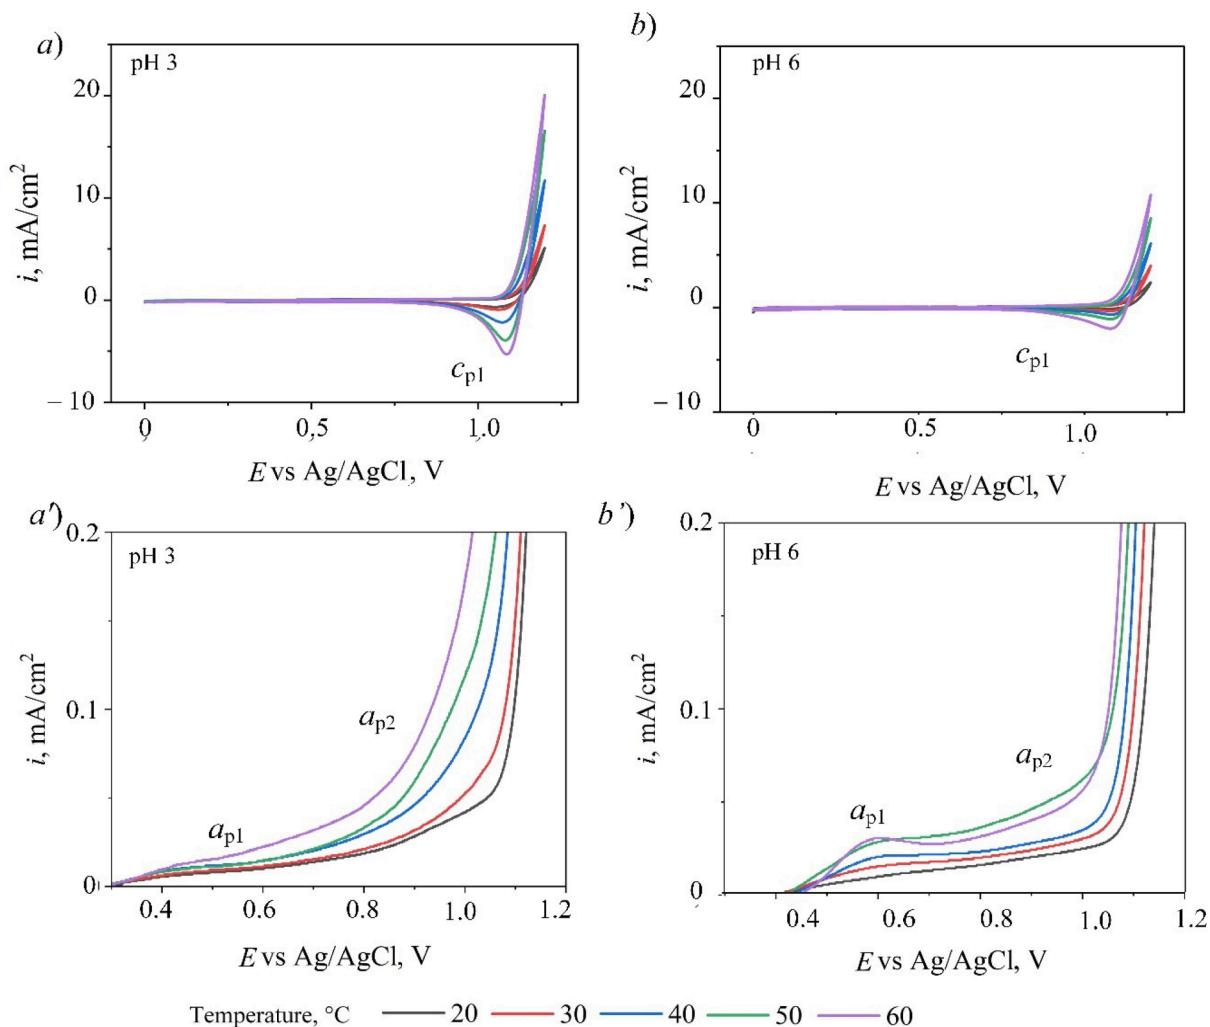 a)
pH 3
20
10
0
– 10
0
0,5
1.0
i, mA/cm²
c_p1
E vs Ag/AgCl, V
b)
pH 6
20
10
0
– 10
0
0.5
1.0
i, mA/cm²
c_p1
E vs Ag/AgCl, V
a')
pH 3
0.2
0.1
0
0.4
0.6
0.8
1.0
1.2
i, mA/cm²
a_p1
a_p2
E vs Ag/AgCl, V
b’)
pH 6
0.2
0.1
0
0.4
0.6
0.8
1.0
1.2
i, mA/cm²
a_p1
a_p2
E vs Ag/AgCl, V
Temperature, °C 20 30 40 50 60